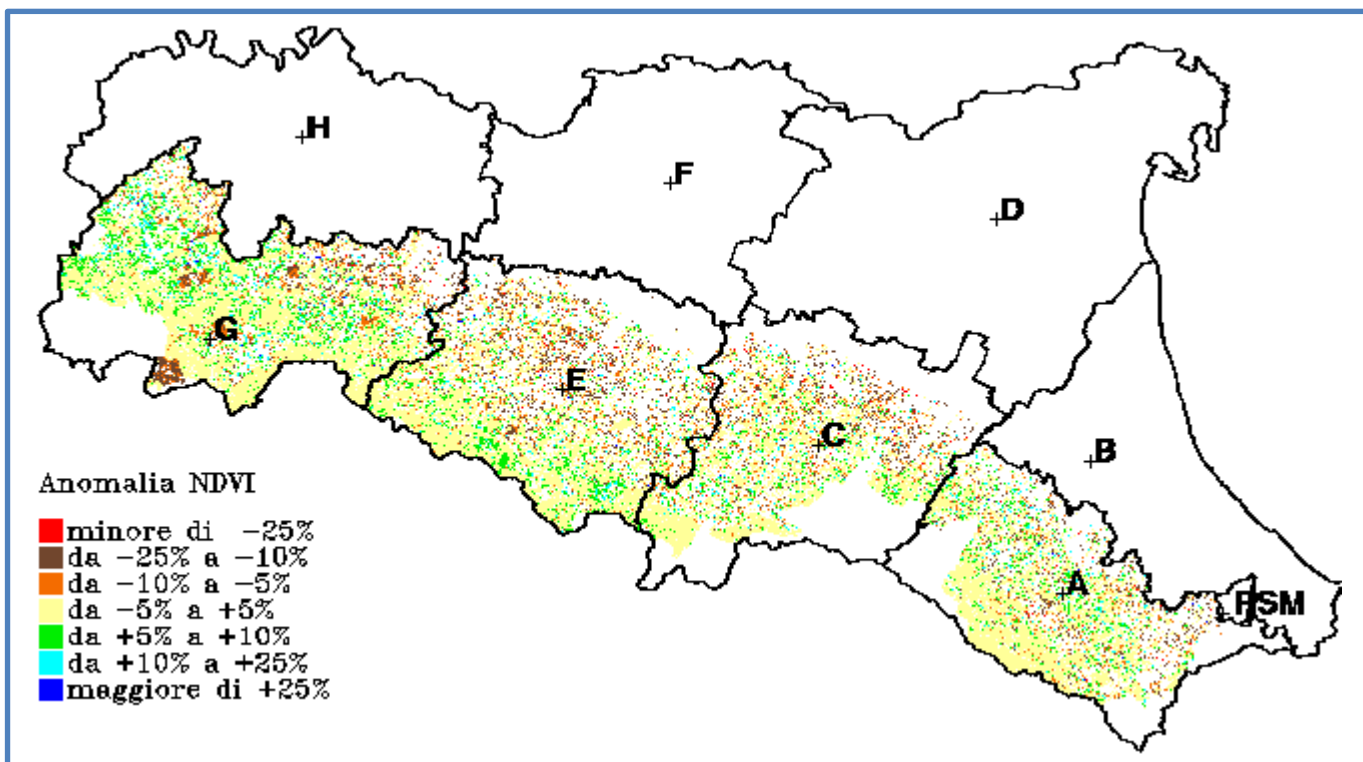 H
F
D
G
E
C
B
A
RSM
Anomalia NDVI
minore di -25%
da -25% a -10%
da -10% a -5%
da -5% a +5%
da +5% a +10%
da +10% a +25%
maggiore di +25%